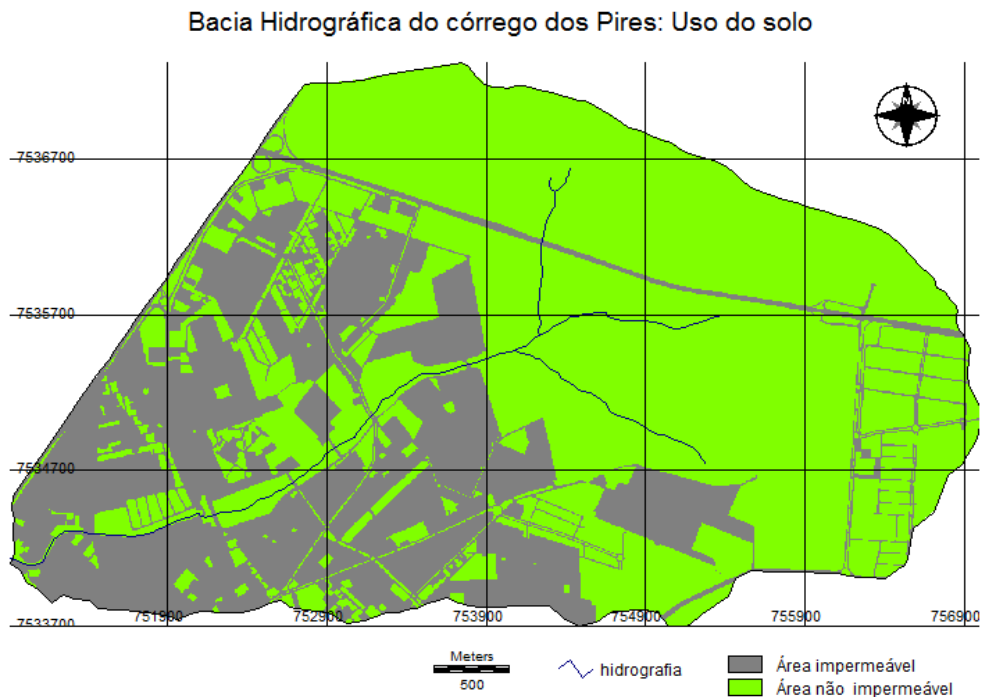 Bacia Hidrográfica do córrego dos Pires: Uso do solo
7536700
7535700
7534700
7533700
751900
752900
753900
754900
755900
756900
Meters
500
hidrografia
Área impermeável
Área não impermeável